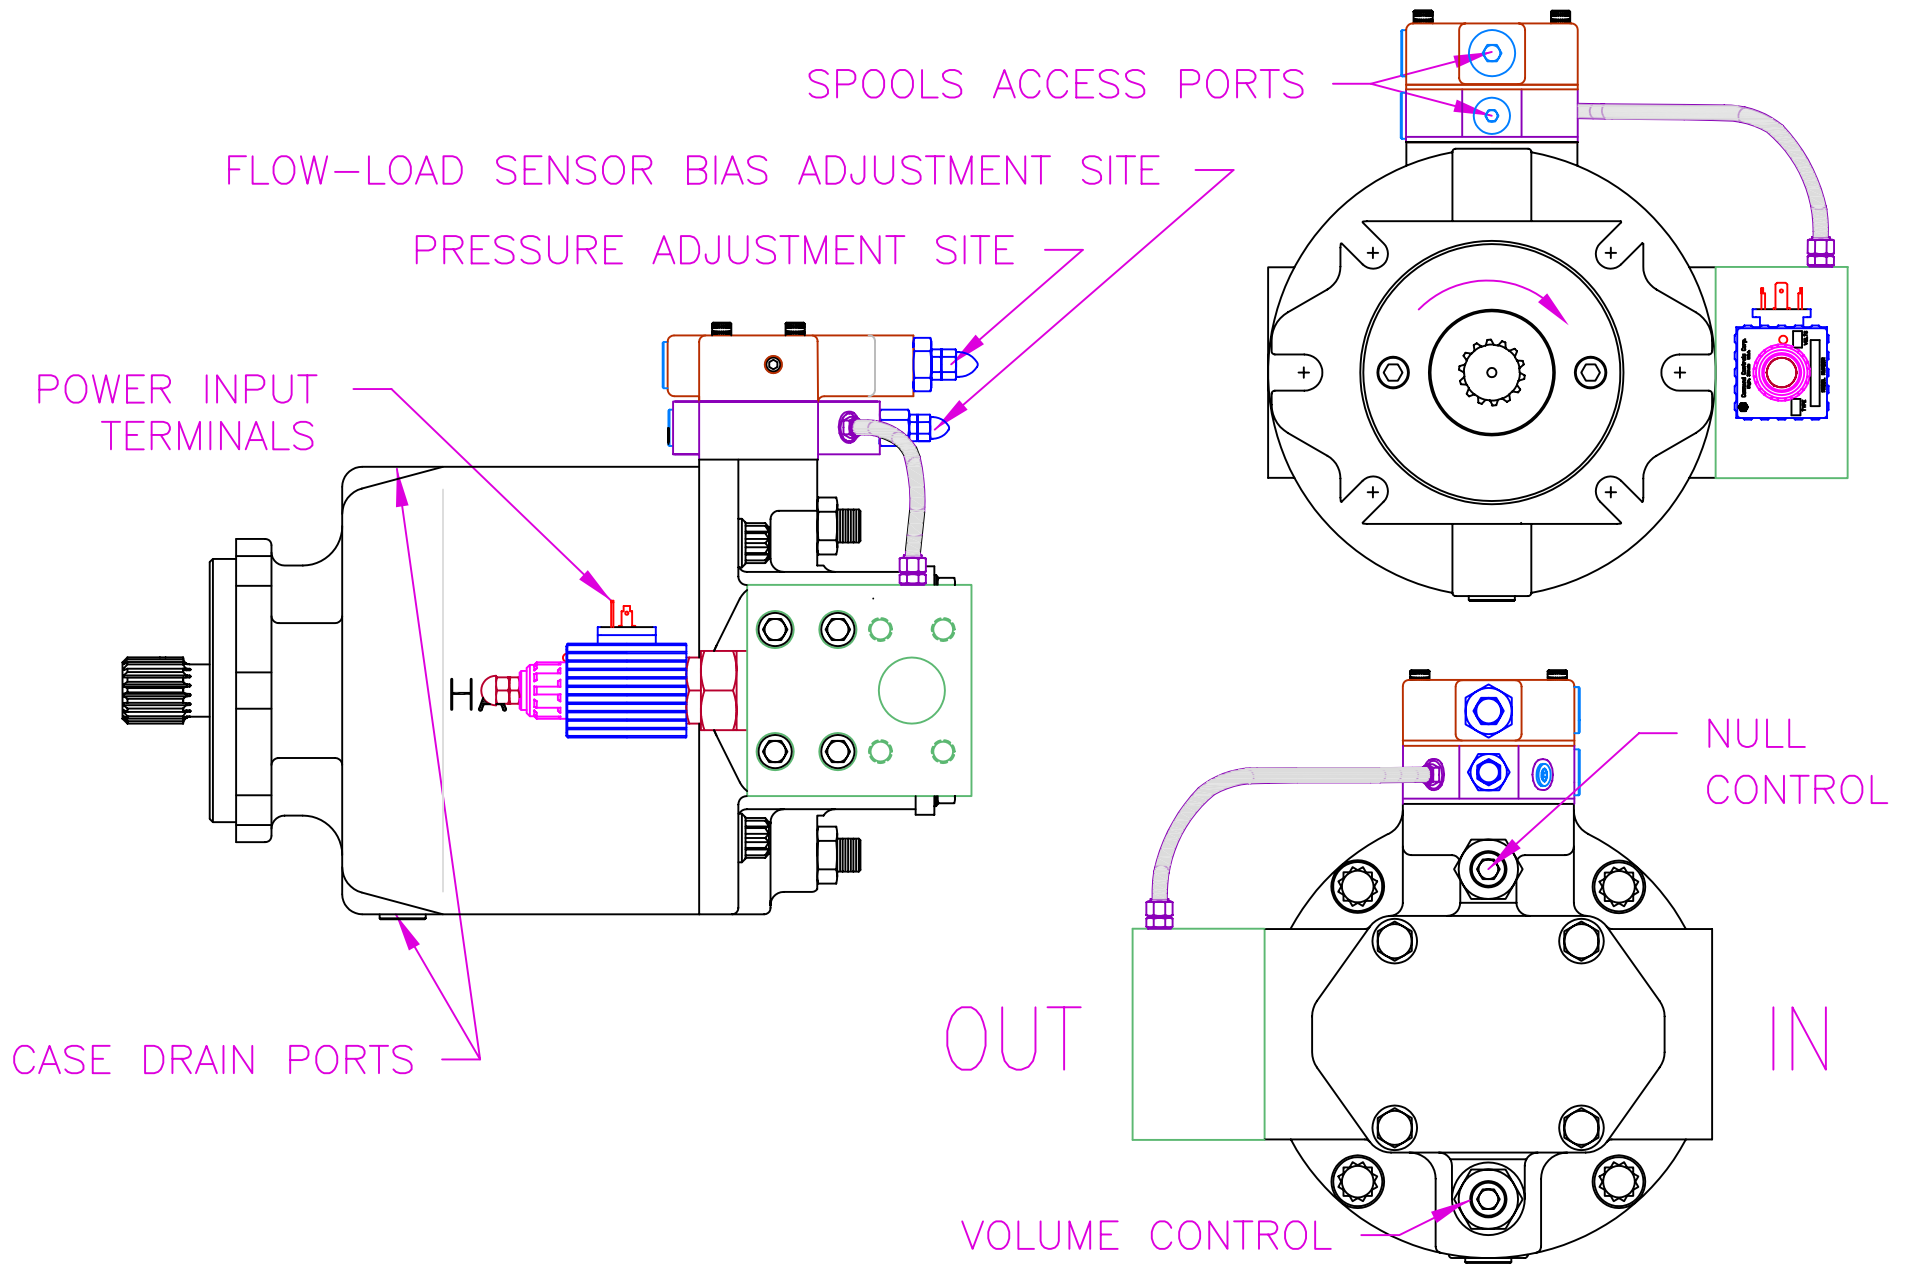 SPOOLS ACCESS PORTS
FLOW-LOAD SENSOR BIAS ADJUSTMENT SITE
PRESSURE ADJUSTMENT SITE
POWER INPUT
TERMINALS
H
CASE DRAIN PORTS
NULL
CONTROL
OUT
IN
VOLUME CONTROL